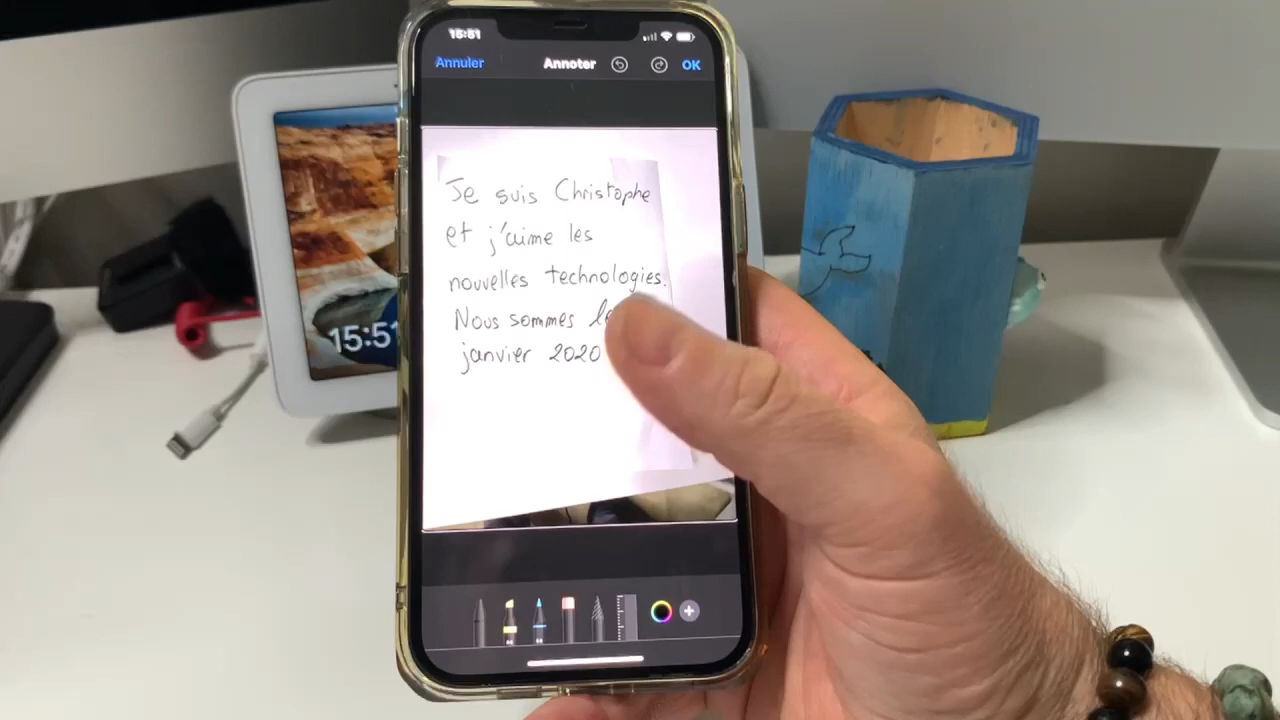 15:51
Annuler Annoter OK
Je suis Christophe
et j'aime les
nouvelles technologies.
Nous sommes
janvier 2020
15:51